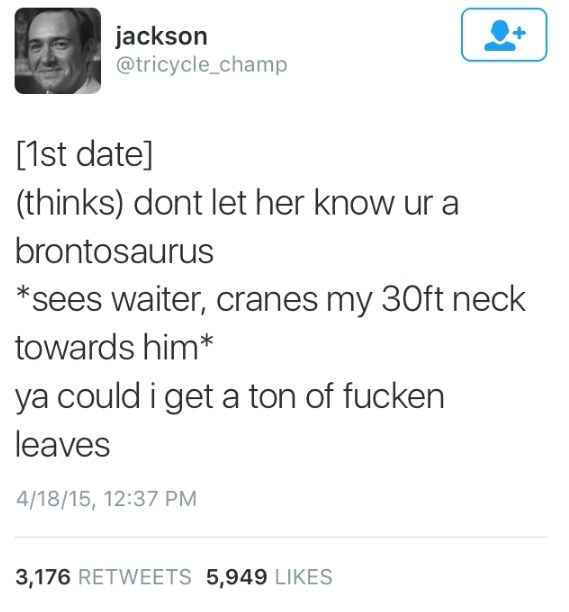 jackson
@tricycle_champ
[1st date]
(thinks) dont let her know ur a
brontosaurus
*sees waiter, cranes my 30ft neck
towards him*
ya could i get a ton of fucken
leaves
4/18/15, 12:37 PM
3,176 RETWEETS 5,949 LIKES